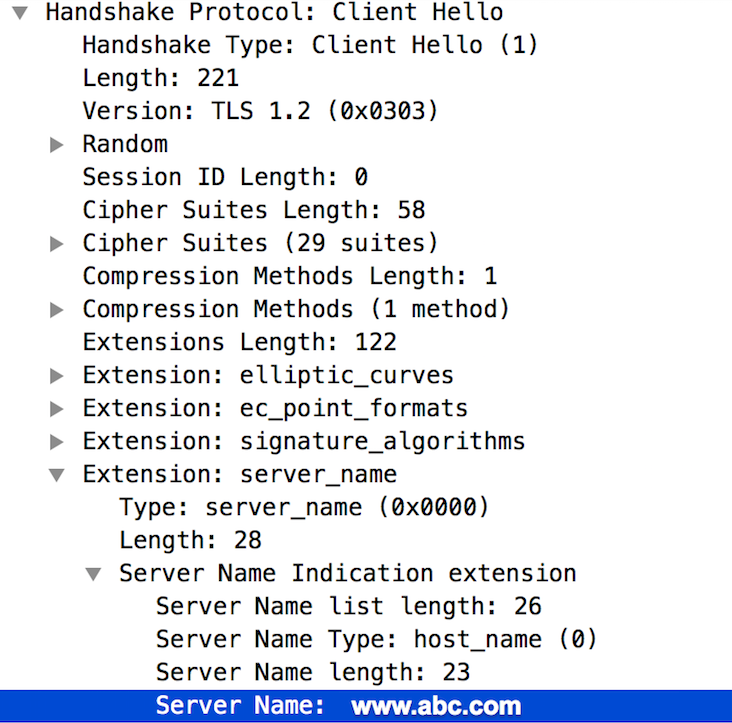 Handshake Protocol: Client Hello
Handshake Type: Client Hello (1)
Length: 221
Version: TLS 1.2 (0x0303)
Random
Session ID Length: 0
Cipher Suites Length: 58
Cipher Suites (29 suites)
Compression Methods Length: 1
Compression Methods (1 method)
Extensions Length: 122
Extension: elliptic_curves
Extension: ec_point_formats
Extension: signature_algorithms
Extension: server_name
Type: server_name (0x0000)
Length: 28
Server Name Indication extension
Server Name list length: 26
Server Name Type: host_name (0)
Server Name length: 23
Server Name: www.abc.com